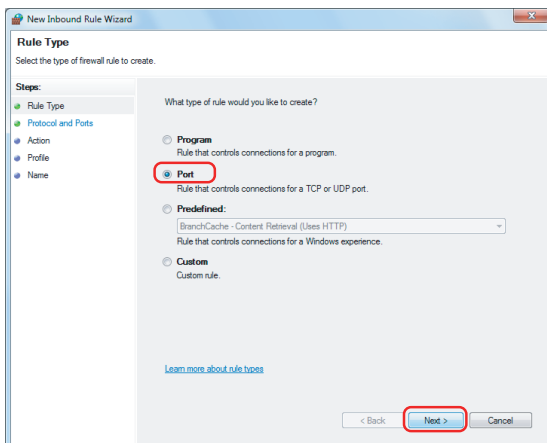 New Inbound Rule Wizard
Rule Type
Select the type of firewall rule to create.
Steps:
Rule Type
Protocol and Ports
Action
Profile
Name
What type of rule would you like to create?
Program
Rule that controls connections for a program.
Port
Rule that controls connections for a TCP or UDP port.
Predefined:
BranchCache - Content Retrieval (Uses HTTP)
Rule that controls connections for a Windows experience.
Custom
Custom rule.
Learn more about rule types
< Back
Next >
Cancel